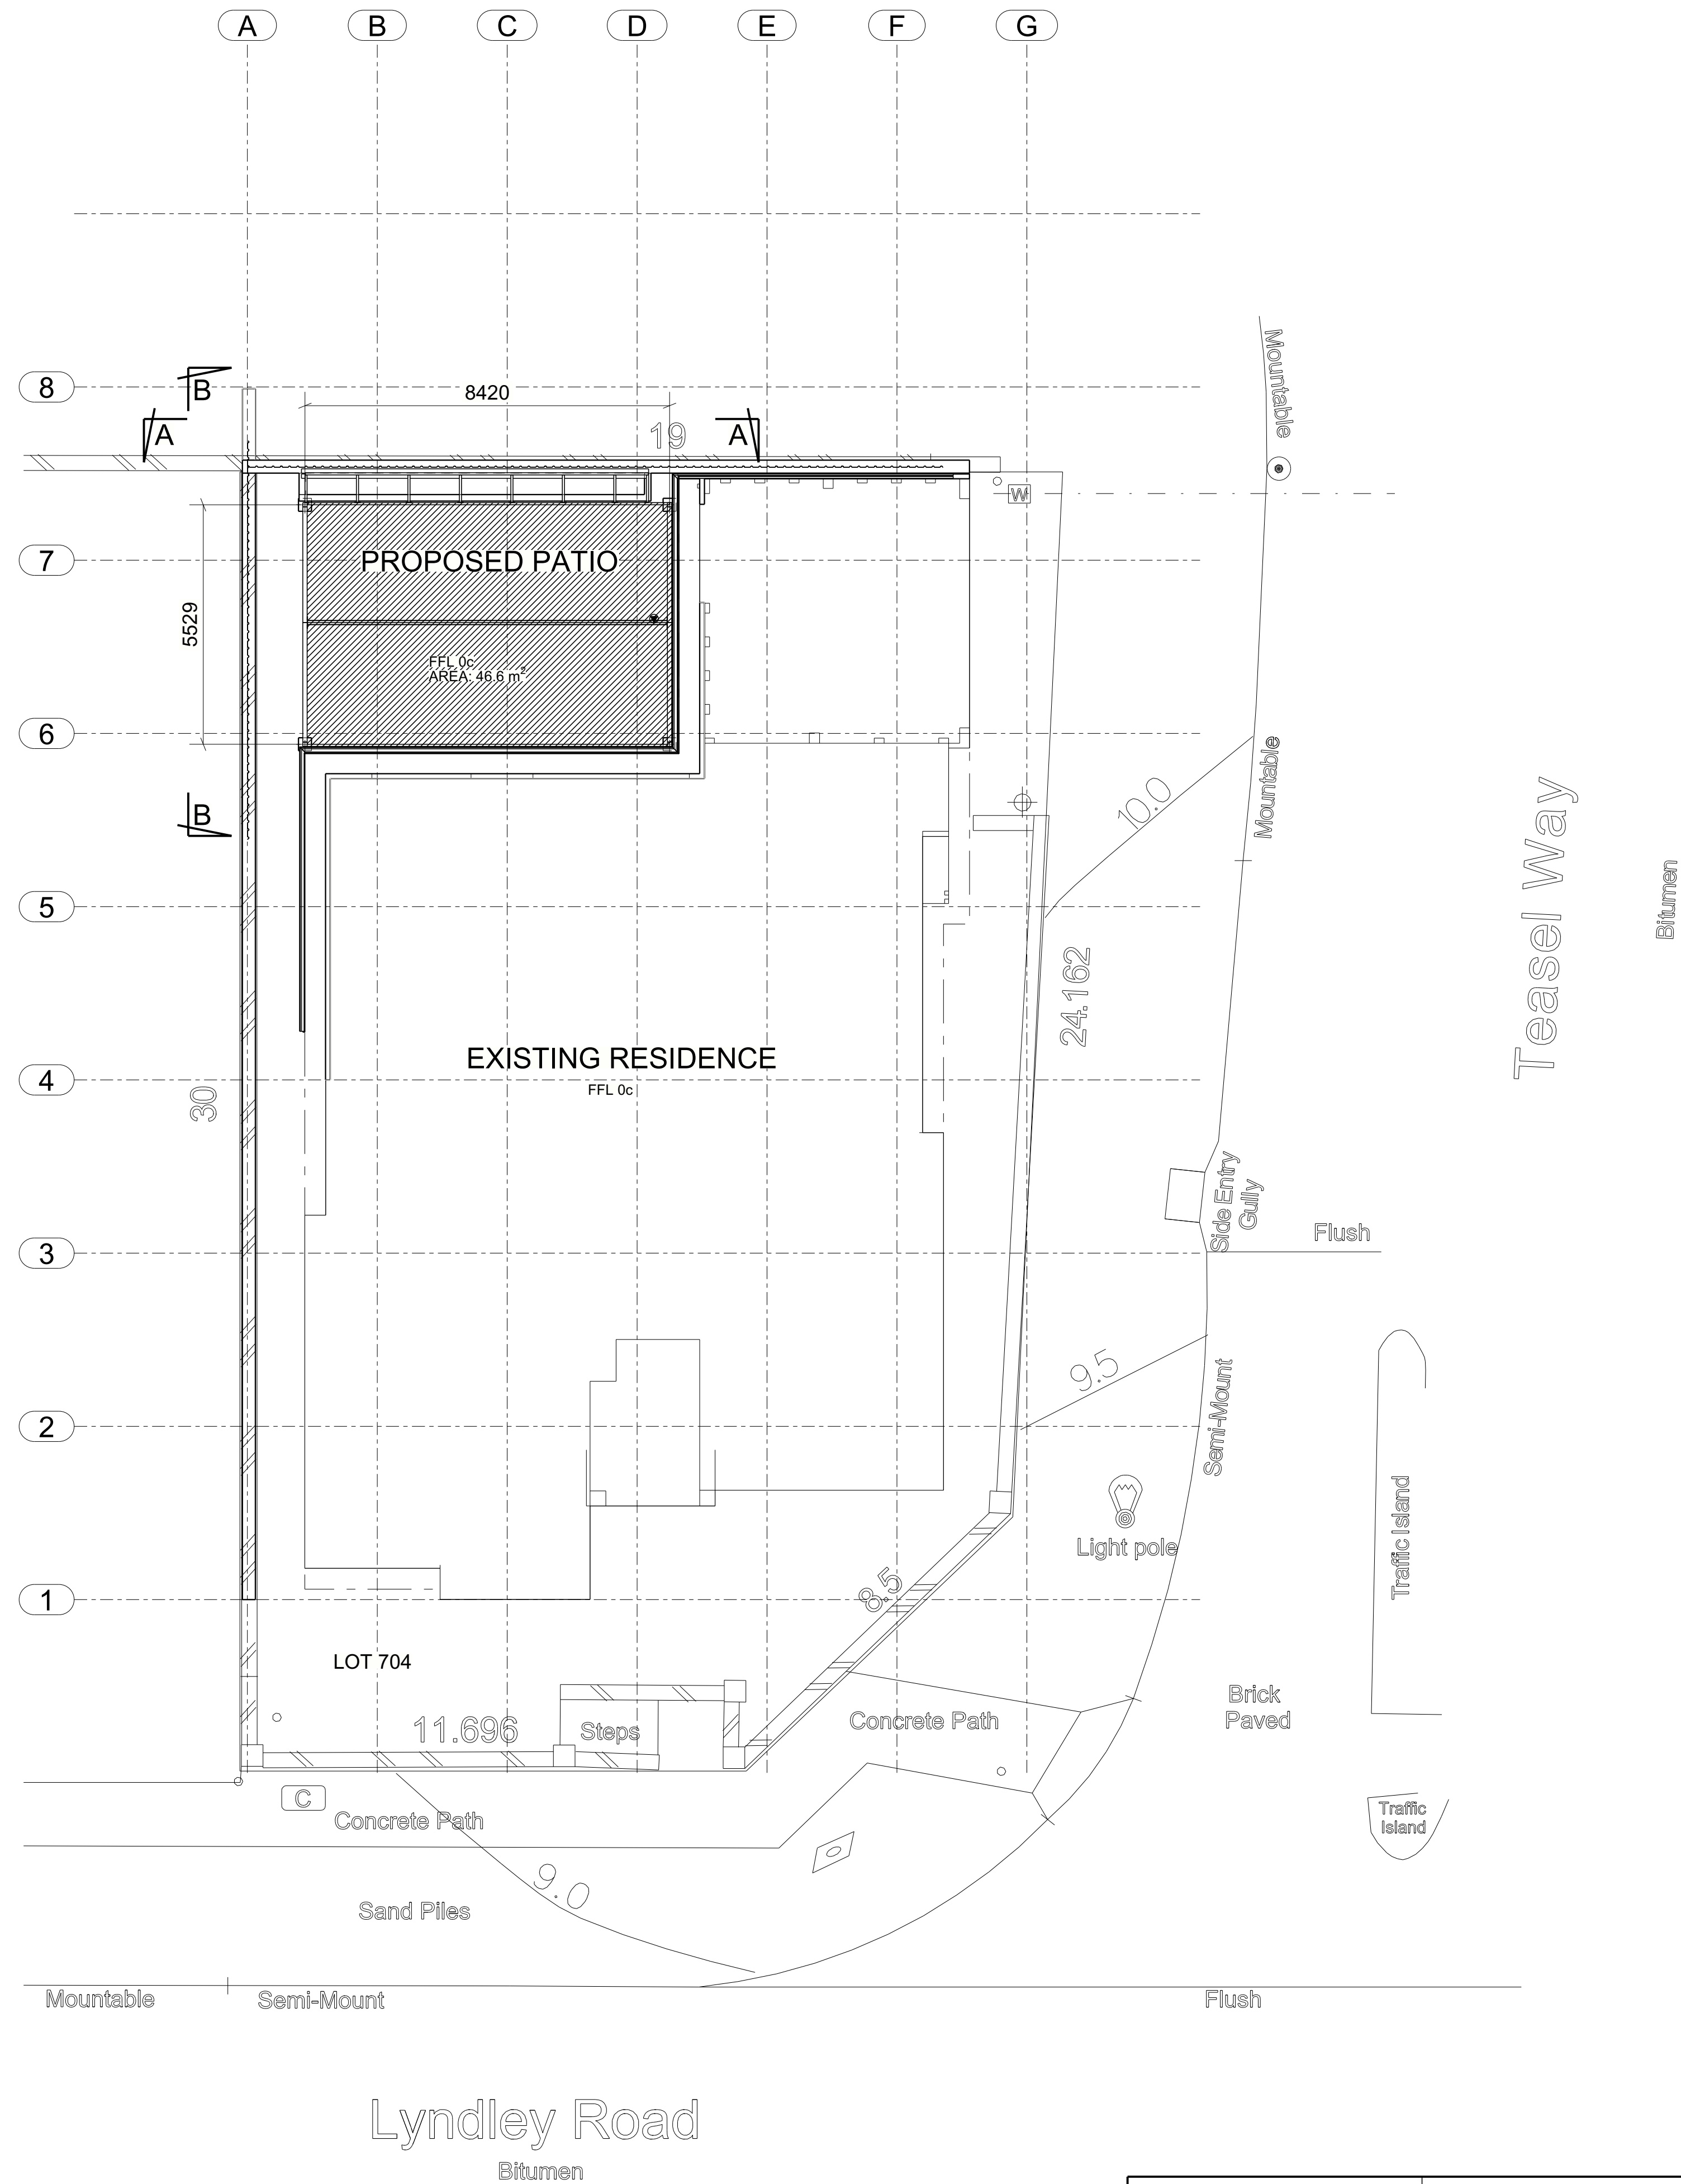 A B C D E F G
Mountable
8
B
8420
A
19
A
W
7
PROPOSED PATIO
5529
FFL 0c
AREA: 46.6 m²
6
Mountable
10.0
B
Teasel Way
Bitumen
5
24.162
EXISTING RESIDENCE
FFL 0c
4
30
Side Entry
Gully
Flush
3
9.5
Semi-Mount
2
Light pole
Traffic Island
8.5
1
LOT 704
Brick
Paved
11.696
Steps
Concrete Path
C
Concrete Path
Traffic
Island
9.0
Sand Piles
Mountable
Semi-Mount
Flush
Lyndley Road
Bitumen